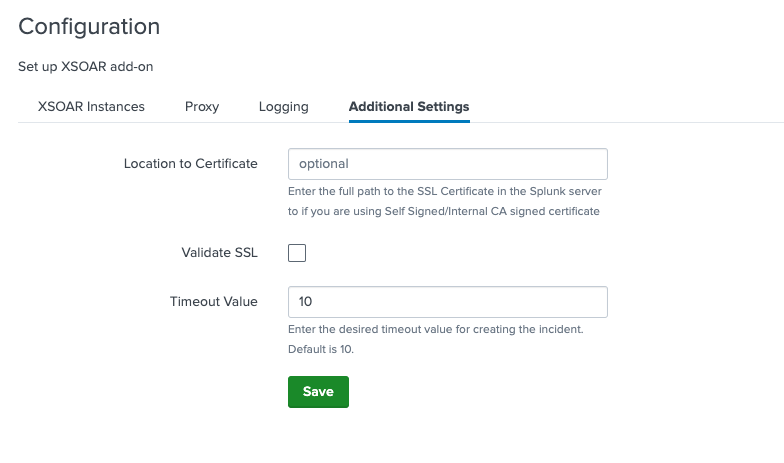 Configuration
Set up XSOAR add-on
XSOAR Instances Proxy Logging Additional Settings
Location to Certificate optional
Enter the full path to the SSL Certificate in the Splunk server
to if you are using Self Signed/Internal CA signed certificate
Validate SSL
Timeout Value 10
Enter the desired timeout value for creating the incident.
Default is 10.
Save